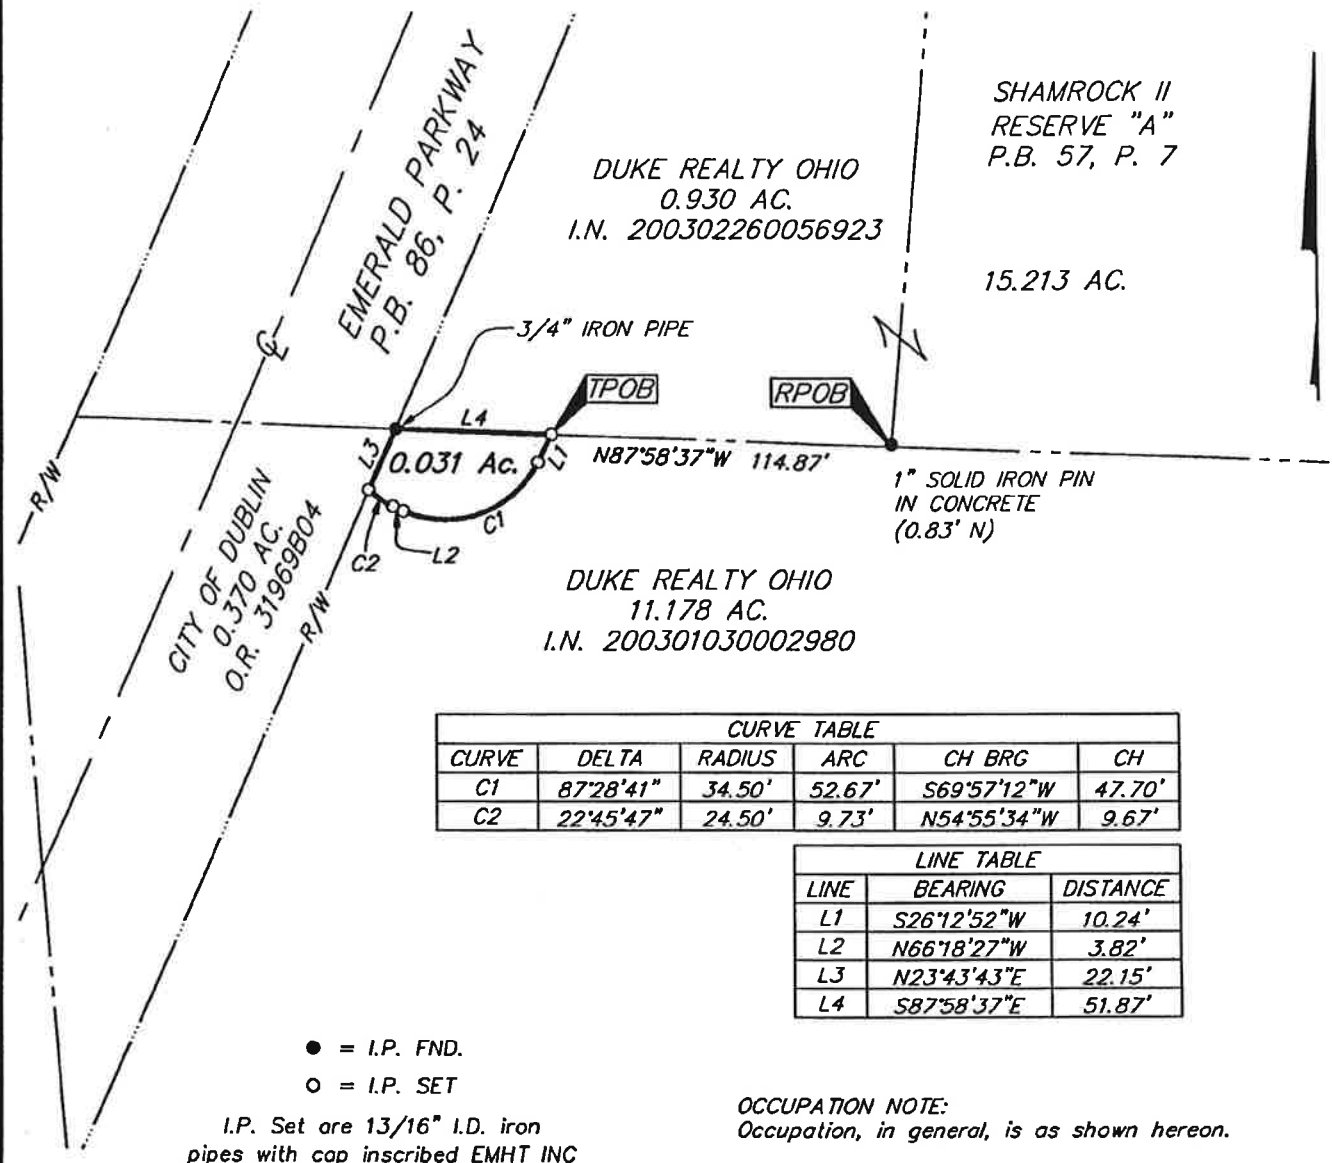 SHAMROCK II
RESERVE "A"
P.B. 57, P. 7
15.213 AC.
DUKE REALTY OHIO
0.930 AC.
I.N. 200302260056923
EMERALD PARKWAY
P.B. 86, P. 24
℄
3/4" IRON PIPE
TPOB
RPOB
L4
L3
0.031 Ac.
L1
N87°58'37"W 114.87'
1" SOLID IRON PIN
IN CONCRETE
(0.83' N)
R/W
C1
C2
L2
CITY OF DUBLIN
0.370 AC.
O.R. 31969B04
R/W
DUKE REALTY OHIO
11.178 AC.
I.N. 200301030002980
CURVE TABLE
CURVE DELTA RADIUS ARC CH BRG CH
C1 87°28'41" 34.50' 52.67' S69°57'12"W 47.70'
C2 22°45'47" 24.50' 9.73' N54°55'34"W 9.67'
LINE TABLE
LINE BEARING DISTANCE
L1 S26°12'52"W 10.24'
L2 N66°18'27"W 3.82'
L3 N23°43'43"E 22.15'
L4 S87°58'37"E 51.87'
● = I.P. FND.
○ = I.P. SET
I.P. Set are 13/16" I.D. iron
pipes with cap inscribed EMHT INC
OCCUPATION NOTE:
Occupation, in general, is as shown hereon.